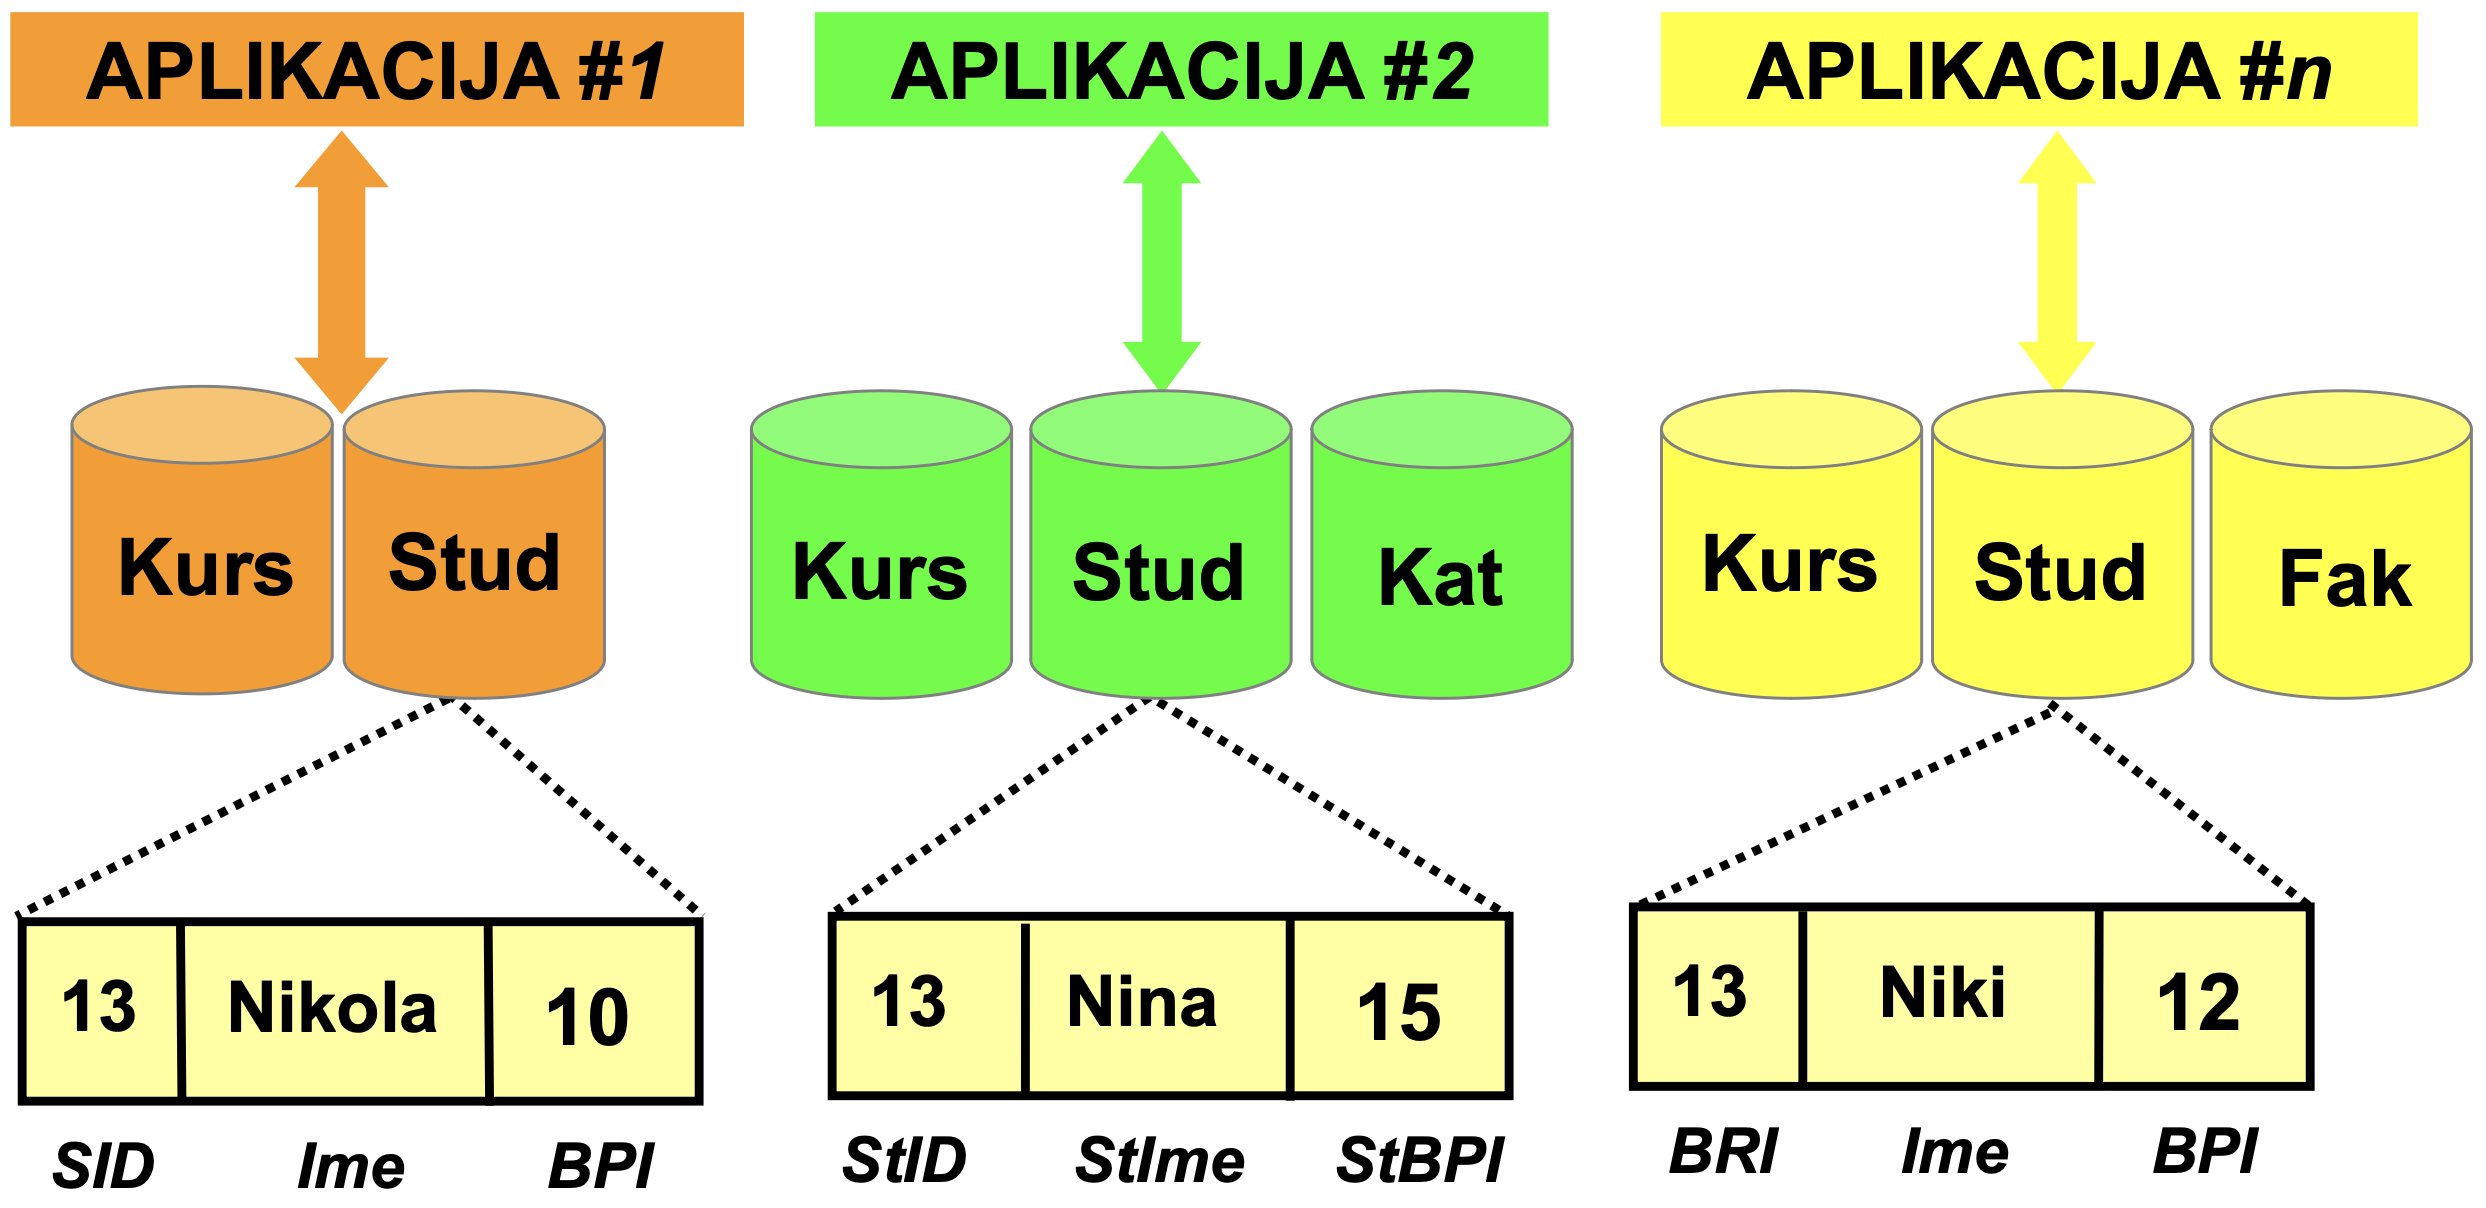 APLIKACIJA #1
APLIKACIJA #2
APLIKACIJA #n
Kurs
Stud
Kurs
Stud
Kat
Kurs
Stud
Fak
13 Nikola 10
13 Nina 15
13 Niki 12
SID Ime BPI
StID StIme StBPI
BRI Ime BPI